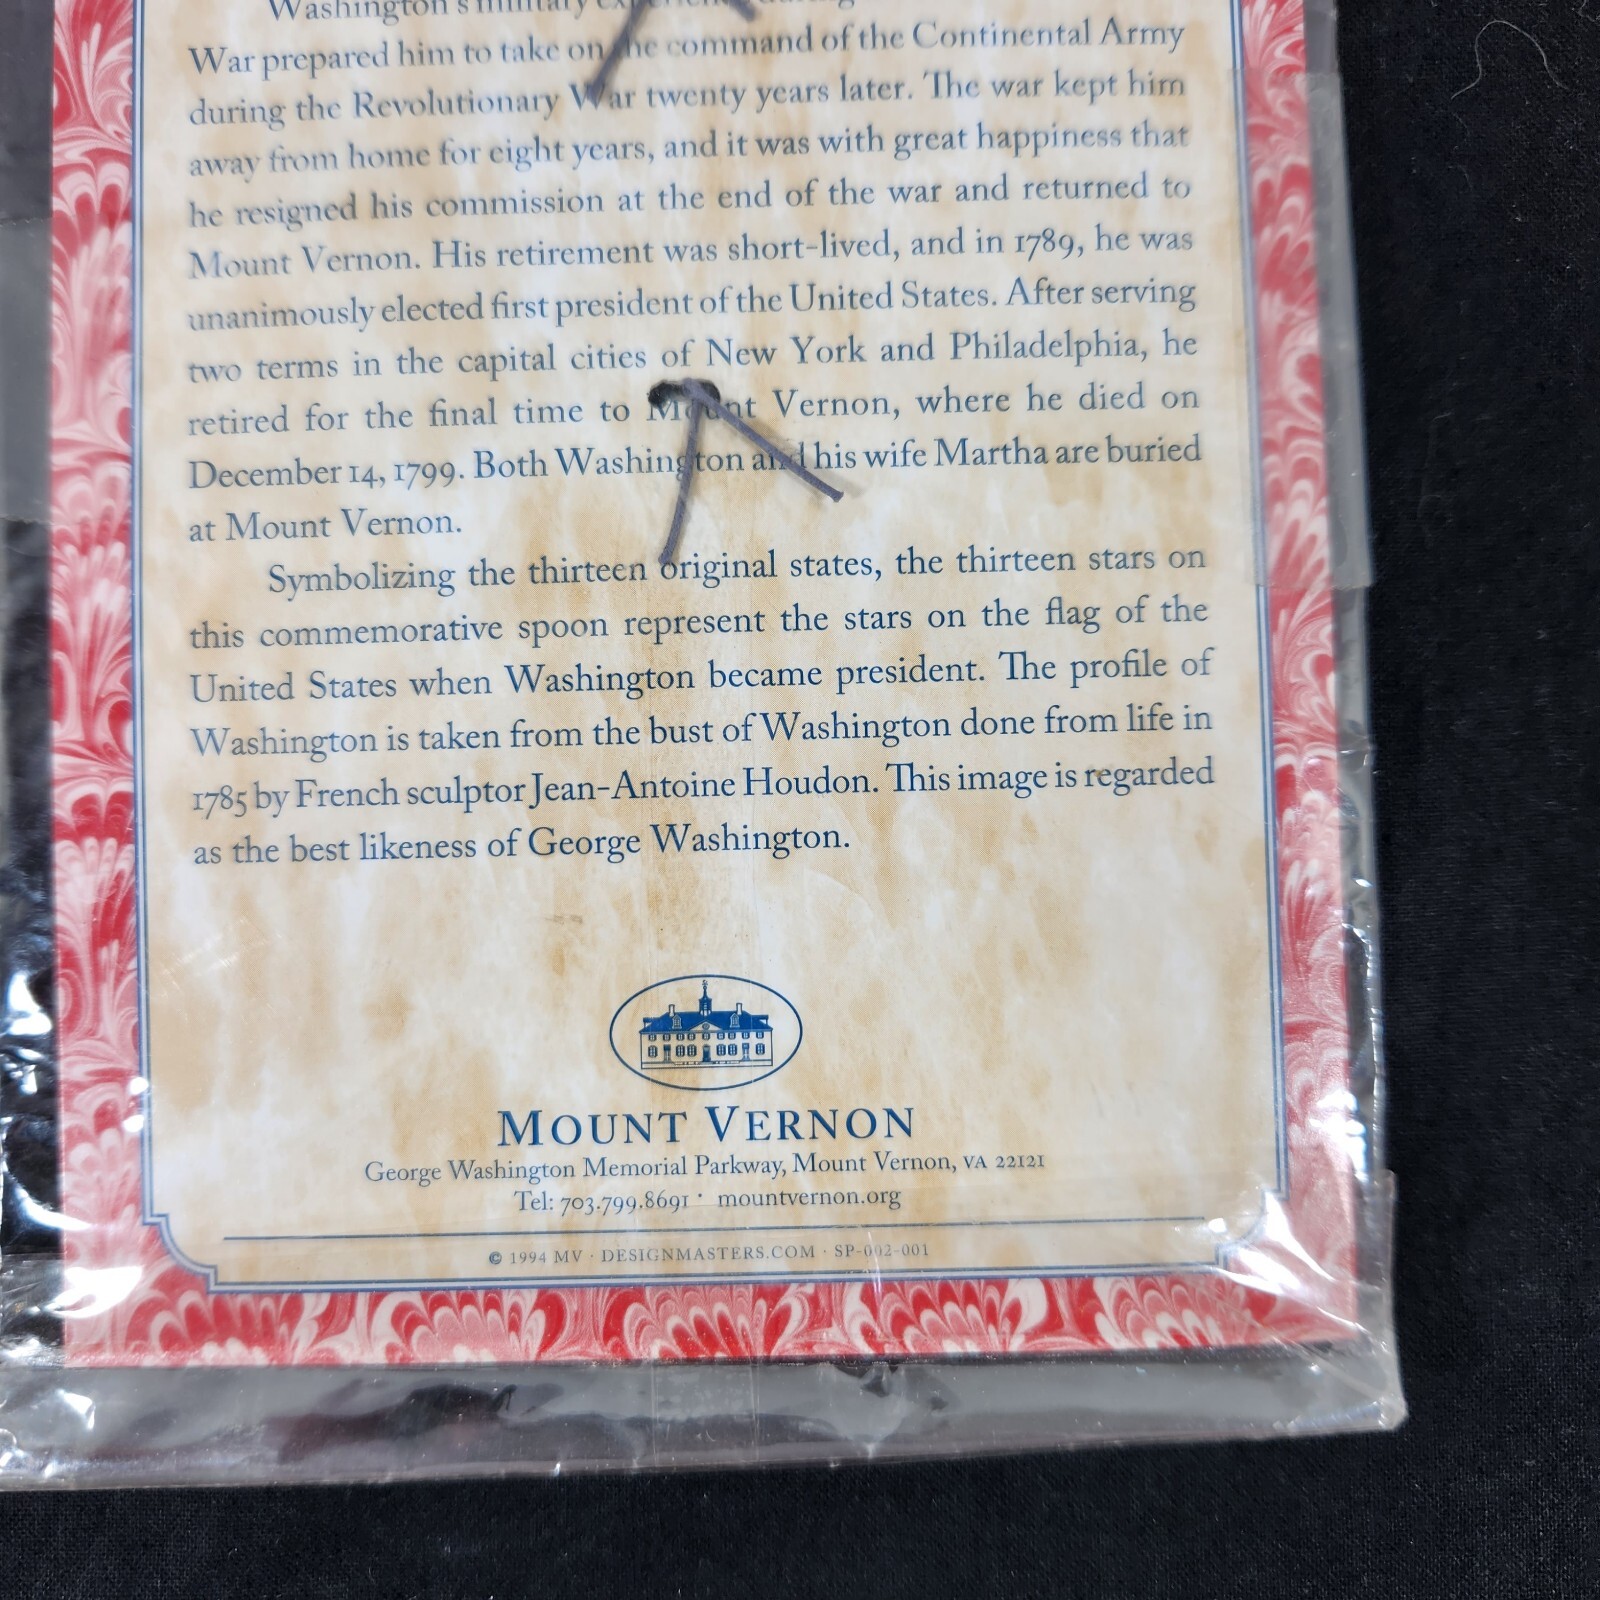 Washington's military experience during
War prepared him to take on the command of the Continental Army
during the Revolutionary War twenty years later. The war kept him
away from home for eight years, and it was with great happiness that
he resigned his commission at the end of the war and returned to
Mount Vernon. His retirement was short-lived, and in 1789, he was
unanimously elected first president of the United States. After serving
two terms in the capital cities of New York and Philadelphia, he
retired for the final time to Mount Vernon, where he died on
December 14, 1799. Both Washington and his wife Martha are buried
at Mount Vernon.
Symbolizing the thirteen original states, the thirteen stars on
this commemorative spoon represent the stars on the flag of the
United States when Washington became president. The profile of
Washington is taken from the bust of Washington done from life in
1785 by French sculptor Jean-Antoine Houdon. This image is regarded
as the best likeness of George Washington.
MOUNT VERNON
George Washington Memorial Parkway, Mount Vernon, VA 22121
Tel: 703.799.8691 · mountvernon.org
© 1994 MV · DESIGNMASTERS.COM · SP-002-001